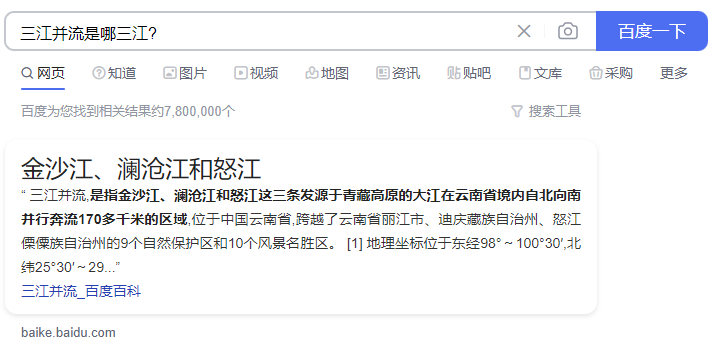 三江并流是哪三江?
百度一下
网页 知道 图片 视频 地图 资讯 贴吧 文库 采购 更多
百度为您找到相关结果约7,800,000个 搜索工具
金沙江、澜沧江和怒江
“ 三江并流,是指金沙江、澜沧江和怒江这三条发源于青藏高原的大江在云南省境内自北向南
并行奔流170多千米的区域,位于中国云南省,跨越了云南省丽江市、迪庆藏族自治州、怒江
傈僳族自治州的9个自然保护区和10个风景名胜区。 [1] 地理坐标位于东经98°～100°30′,北
纬25°30′～29...”
三江并流_百度百科
baike.baidu.com